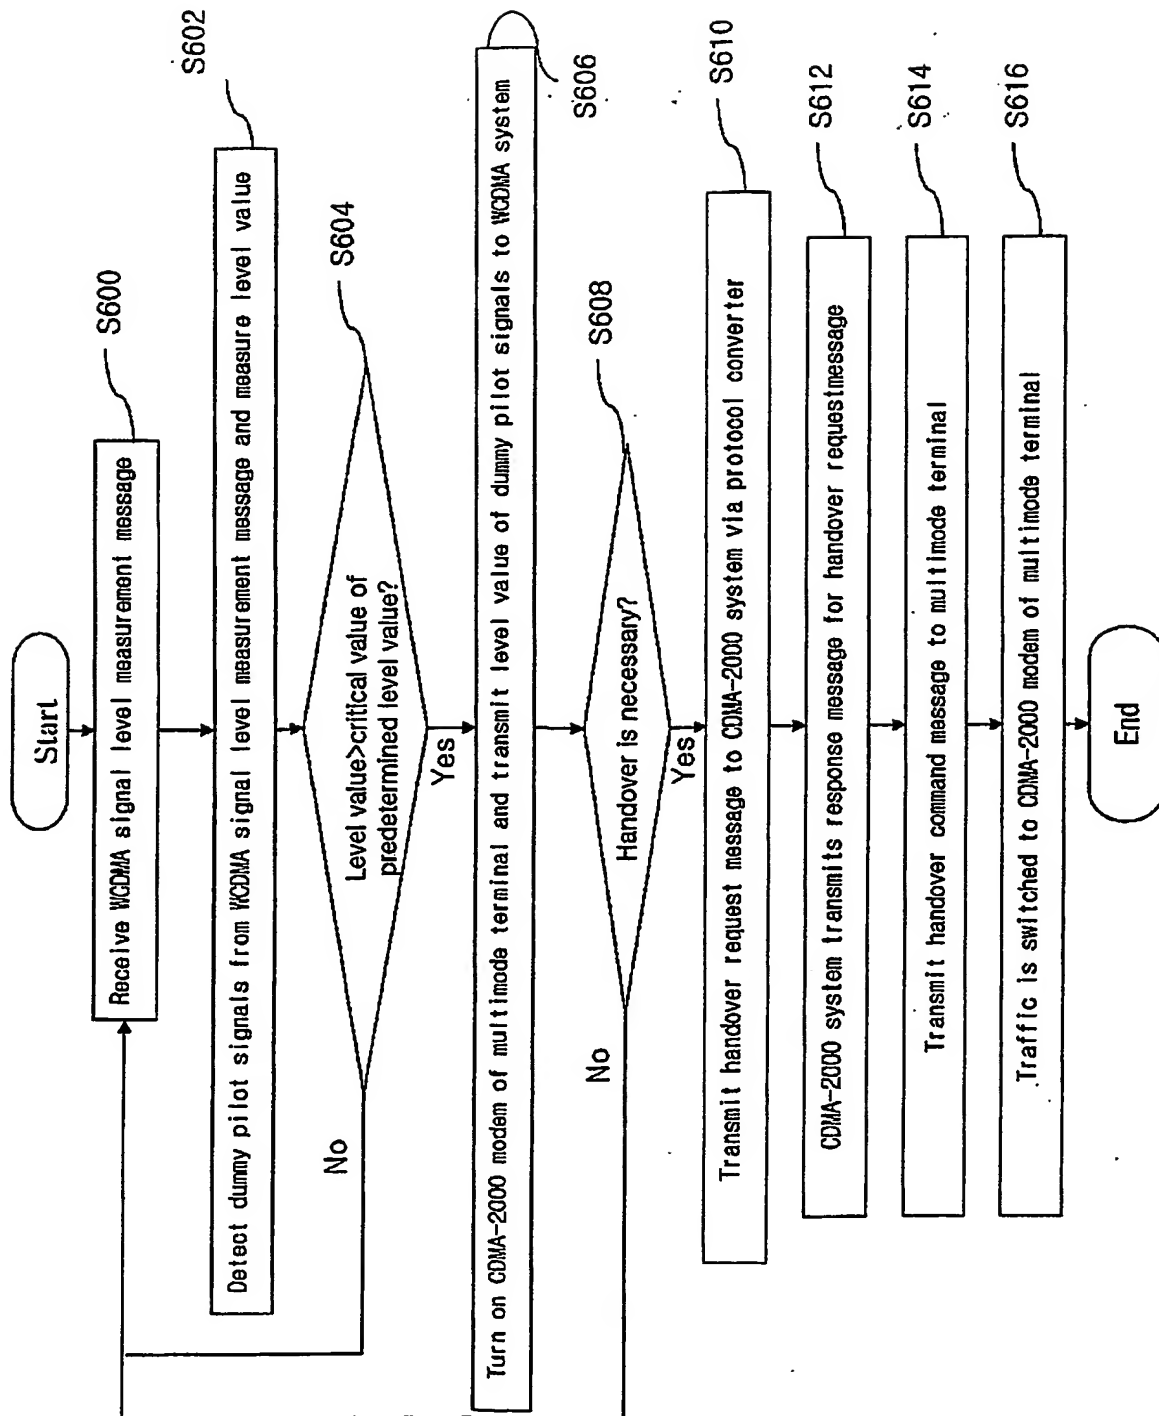 Start
Receive WCDMA signal level measurement message
S600
Detect dummy pilot signals from WCDMA signal level measurement message and measure level value
S602
Level value>critical value of
predetermined level value?
S604
No
Yes
Turn on CDMA-2000 modem of multimode terminal and transmit level value of dummy pilot signals to WCDMA system
S606
Handover is necessary?
S608
No
Yes
Transmit handover request message to CDMA-2000 system via protocol converter
S610
CDMA-2000 system transmits response message for handover requestmessage
S612
Transmit handover command message to multimode terminal
S614
Traffic is switched to CDMA-2000 modem of multimode terminal
S616
End